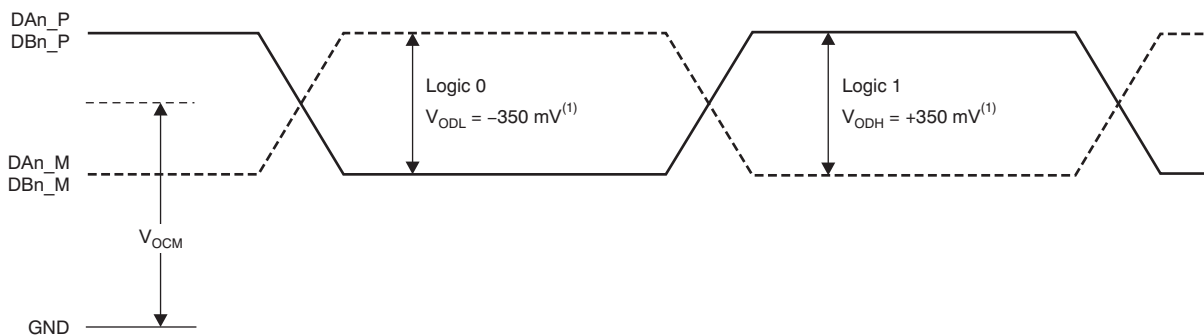 DAn_P
DBn_P
Logic 0
V_ODL = –350 mV(1)
Logic 1
V_ODH = +350 mV(1)
DAn_M
DBn_M
V_OCM
GND